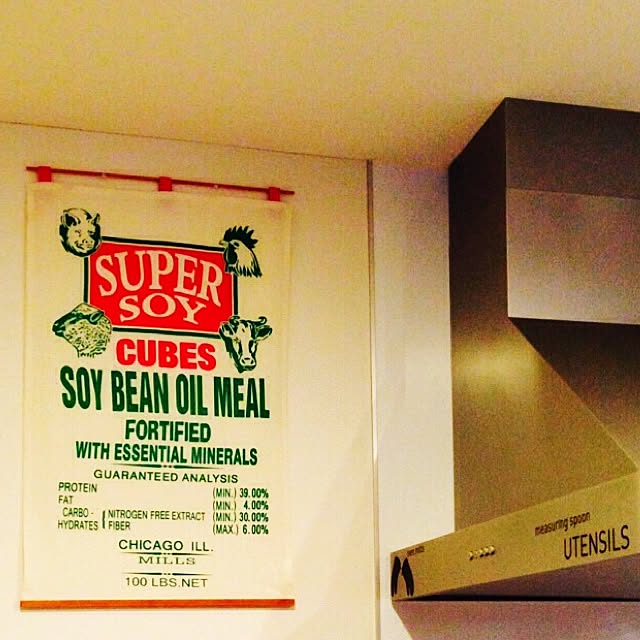 SUPER
SOY
CUBES
SOY BEAN OIL MEAL
FORTIFIED
WITH ESSENTIAL MINERALS
GUARANTEED ANALYSIS
PROTEIN (MIN.) 39.00%
FAT (MIN.) 4.00%
CARBO- NITROGEN FREE EXTRACT (MIN.) 30.00%
HYDRATES FIBER (MAX.) 6.00%
CHICAGO ILL.
MILLS
100 LBS.NET
measuring spoon
UTENSILS